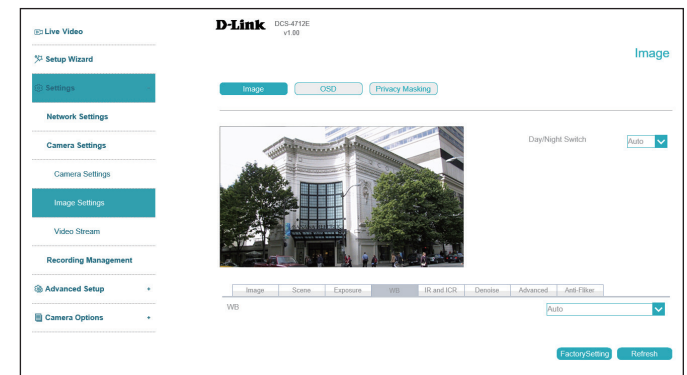 Live Video
Setup Wizard
Settings
Network Settings
Camera Settings
Camera Settings
Image Settings
Video Stream
Recording Management
Advanced Setup +
Camera Options +
D-Link DCS-4712E
v1.00
Image
Image OSD Privacy Masking
Day/Night Switch Auto
Image Scene Exposure WB IR and ICR Denoise Advanced Anti-Fliker
WB Auto
FactorySetting Refresh